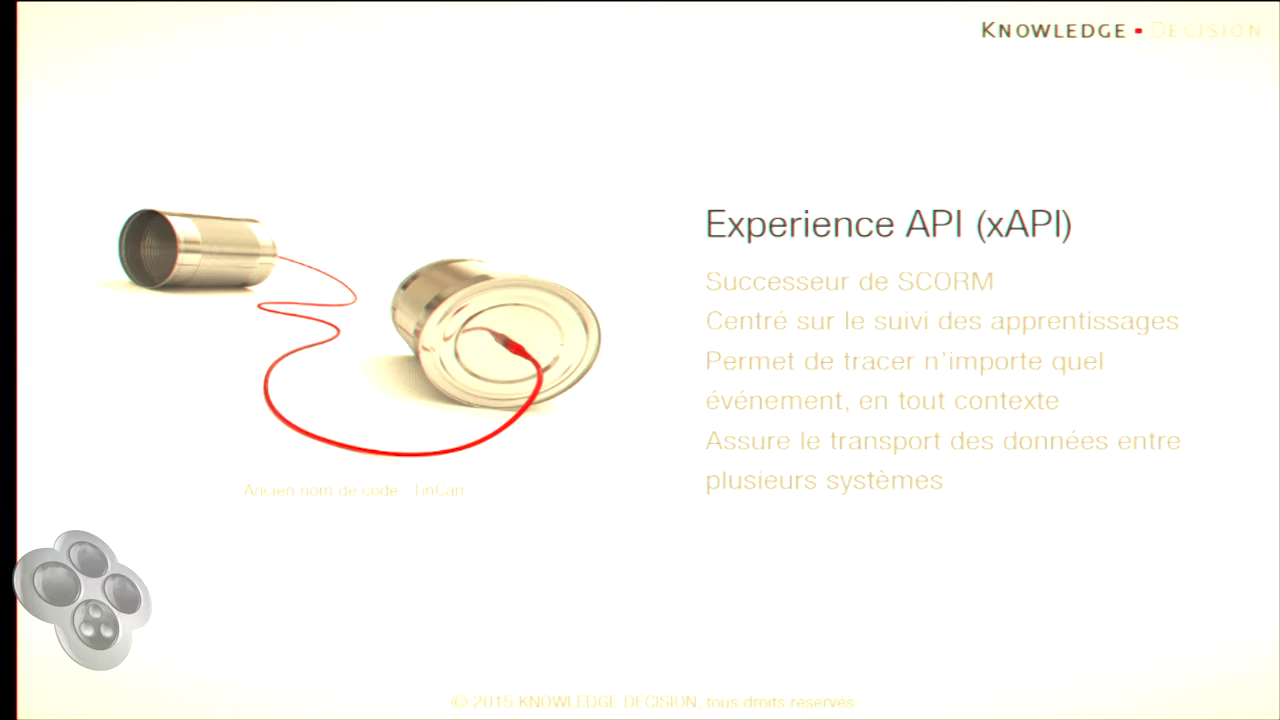 KNOWLEDGE ▪ DECISION
Experience API (xAPI)
Successeur de SCORM
Centré sur le suivi des apprentissages
Permet de tracer n’importe quel
événement, en tout contexte
Assure le transport des données entre
plusieurs systèmes
Ancien nom de code : TinCan
© 2015 KNOWLEDGE DECISION, tous droits réservés